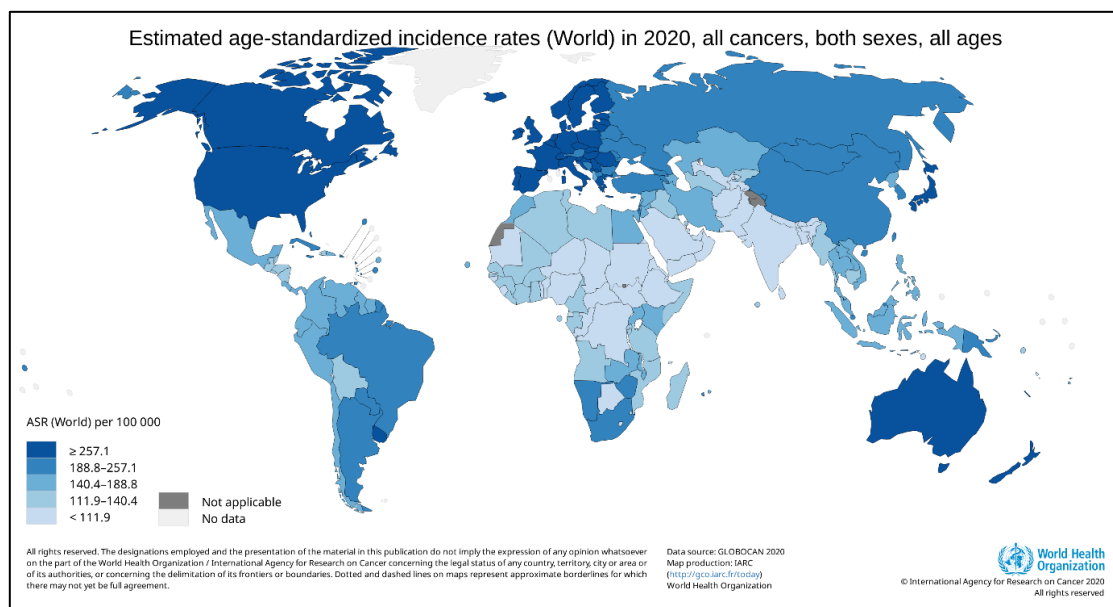 Estimated age-standardized incidence rates (World) in 2020, all cancers, both sexes, all ages
ASR (World) per 100 000
≥ 257.1
188.8–257.1
140.4–188.8
111.9–140.4
< 111.9
Not applicable
No data
All rights reserved. The designations employed and the presentation of the material in this publication do not imply the expression of any opinion whatsoever
on the part of the World Health Organization / International Agency for Research on Cancer concerning the legal status of any country, territory, city or area or
of its authorities, or concerning the delimitation of its frontiers or boundaries. Dotted and dashed lines on maps represent approximate borderlines for which
there may not yet be full agreement.
Data source: GLOBOCAN 2020
Map production: IARC
(http://gco.iarc.fr/today)
World Health Organization
World Health
Organization
© International Agency for Research on Cancer 2020
All rights reserved